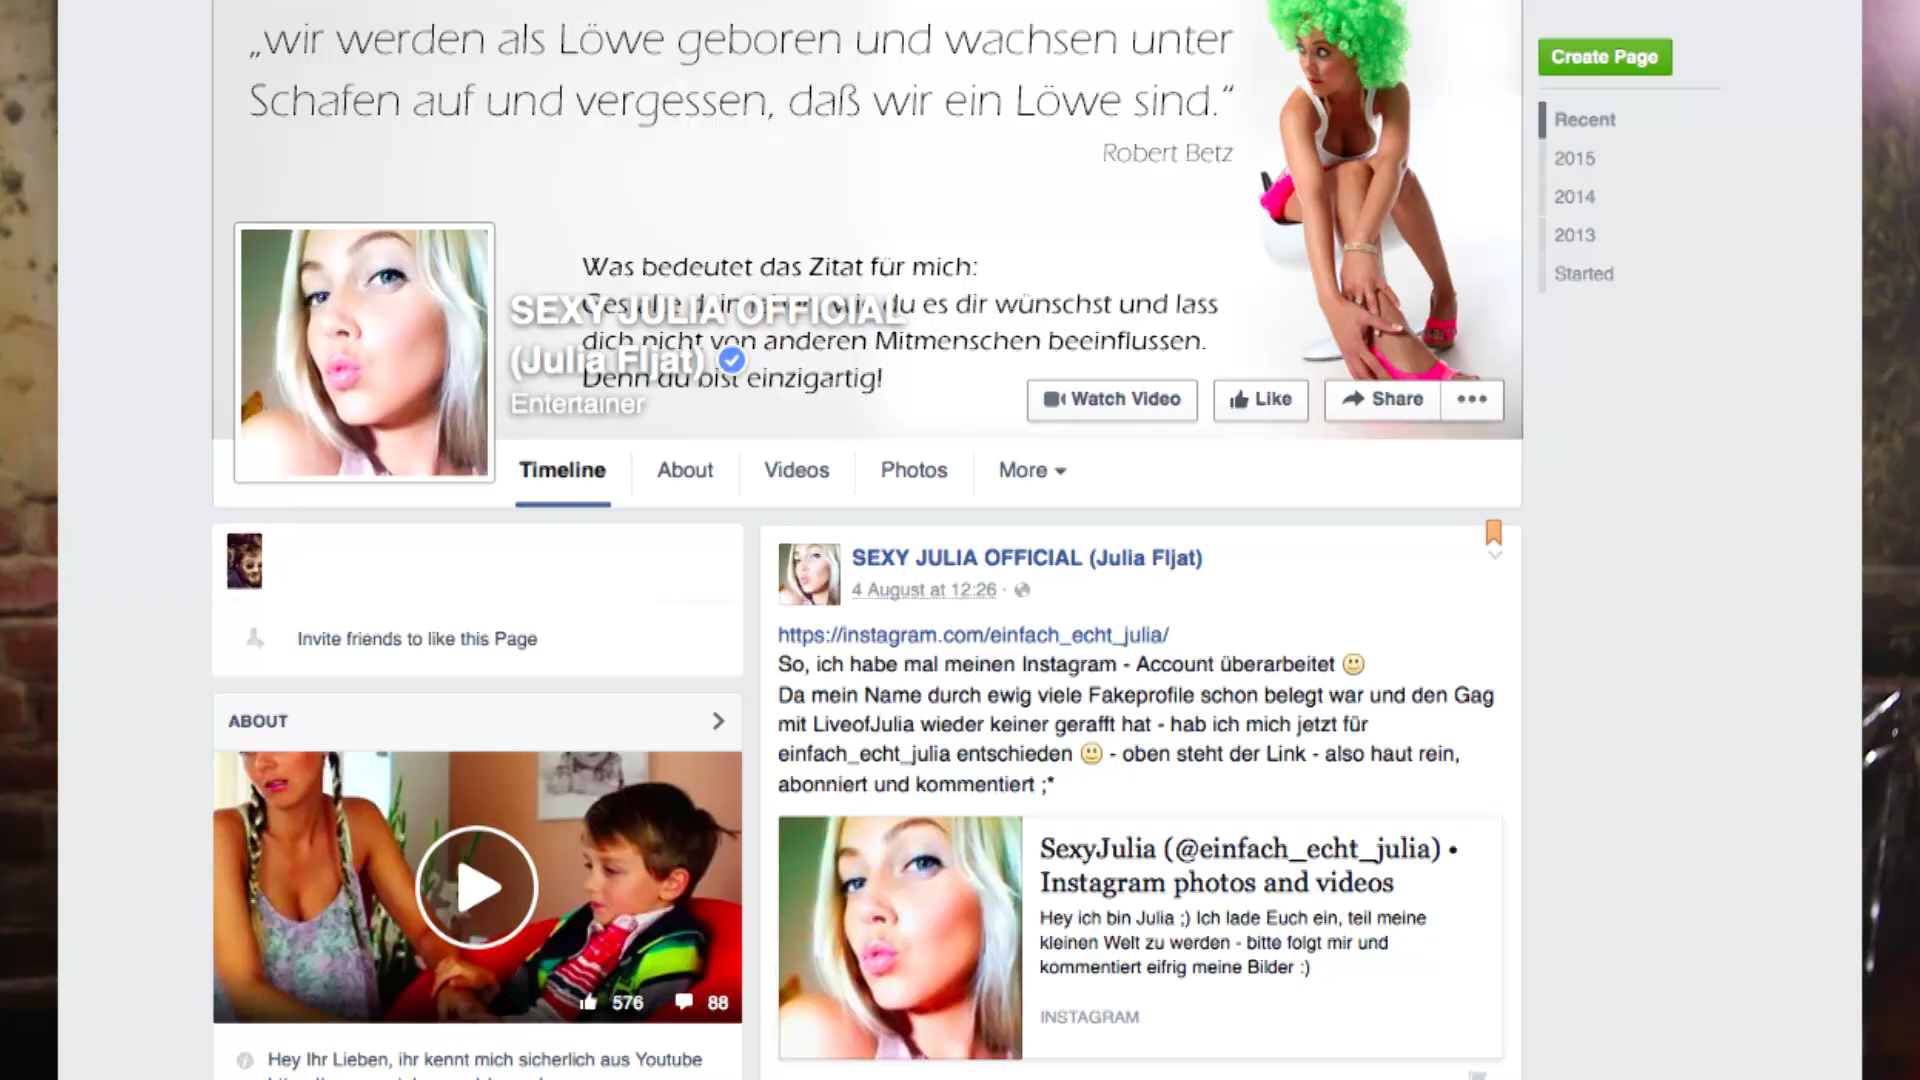 „wir werden als Löwe geboren und wachsen unter
Schafen auf und vergessen, daß wir ein Löwe sind.“
Robert Betz
Create Page
Recent
2015
2014
2013
Started
Was bedeutet das Zitat für mich:
du es dir wünschst und lass
dich nicht von anderen Mitmenschen beeinflussen.
Denn du bist einzigartig!
SEXY JULIA OFFICIAL
(Julia Fljat)
Entertainer
Watch Video
Like
Share
Timeline
About
Videos
Photos
More
Invite friends to like this Page
ABOUT
576
88
Hey Ihr Lieben, ihr kennt mich sicherlich aus Youtube
SEXY JULIA OFFICIAL (Julia Fljat)
4 August at 12:26 ·
https://instagram.com/einfach_echt_julia/
So, ich habe mal meinen Instagram - Account überarbeitet
Da mein Name durch ewig viele Fakeprofile schon belegt war und den Gag
mit LiveofJulia wieder keiner gerafft hat - hab ich mich jetzt für
einfach_echt_julia entschieden 🙂 - oben steht der Link - also haut rein,
abonniert und kommentiert ;*
SexyJulia (@einfach_echt_julia) •
Instagram photos and videos
Hey ich bin Julia ;) Ich lade Euch ein, teil meine
kleinen Welt zu werden - bitte folgt mir und
kommentiert eifrig meine Bilder :)
INSTAGRAM